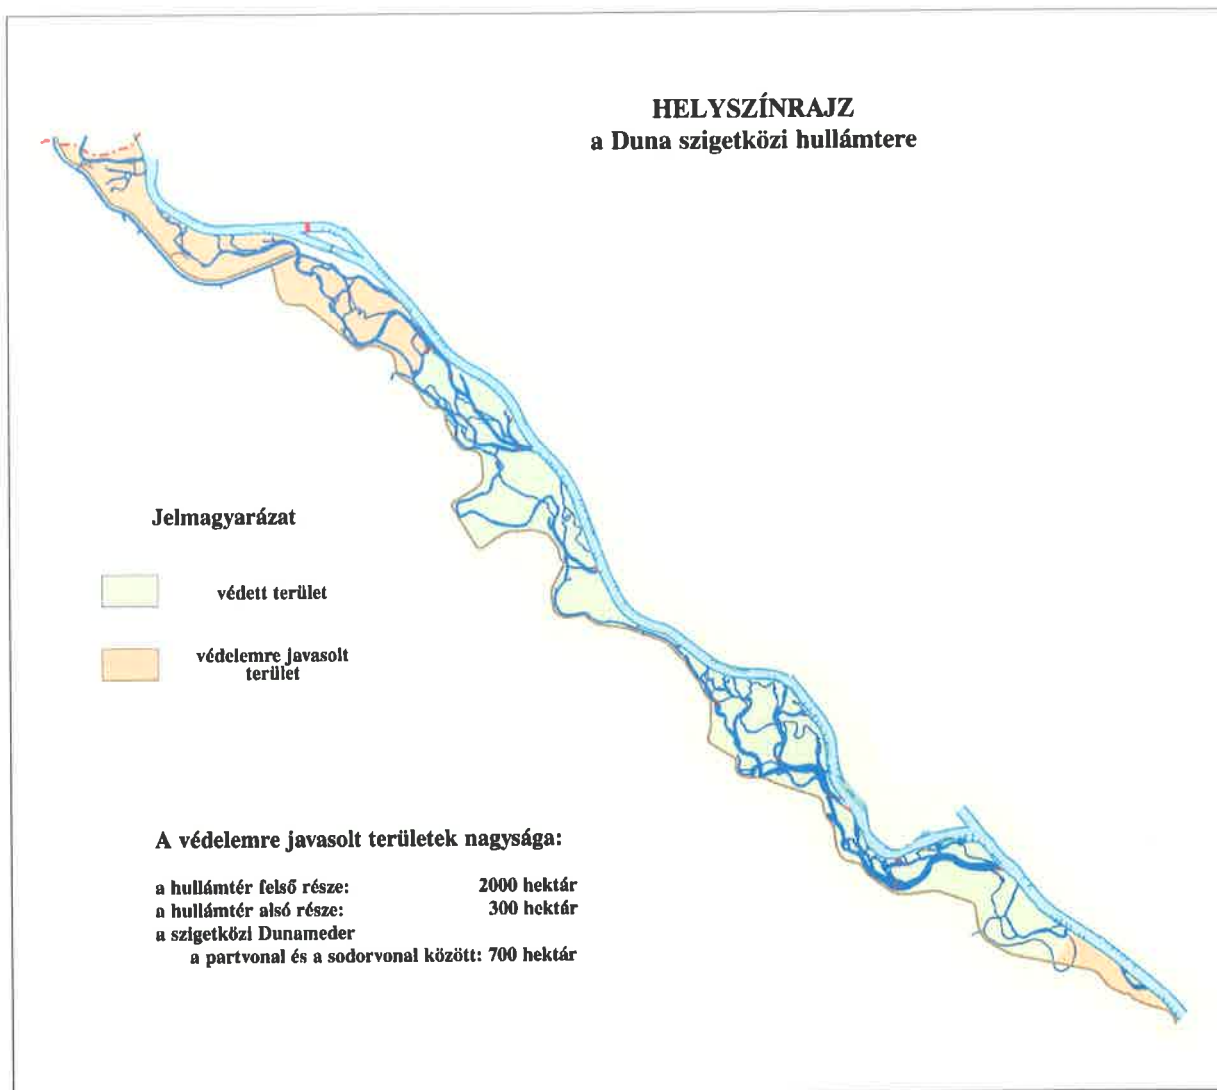 HELYSZÍNRAJZ
a Duna szigetközi hullámtere
Jelmagyarázat
védett terület
védelemre javasolt
terület
A védelemre javasolt területek nagysága:
a hullámtér felső része: 2000 hektár
a hullámtér alsó része: 300 hektár
a szigetközi Dunameder
a partvonal és a sodorvonal között: 700 hektár